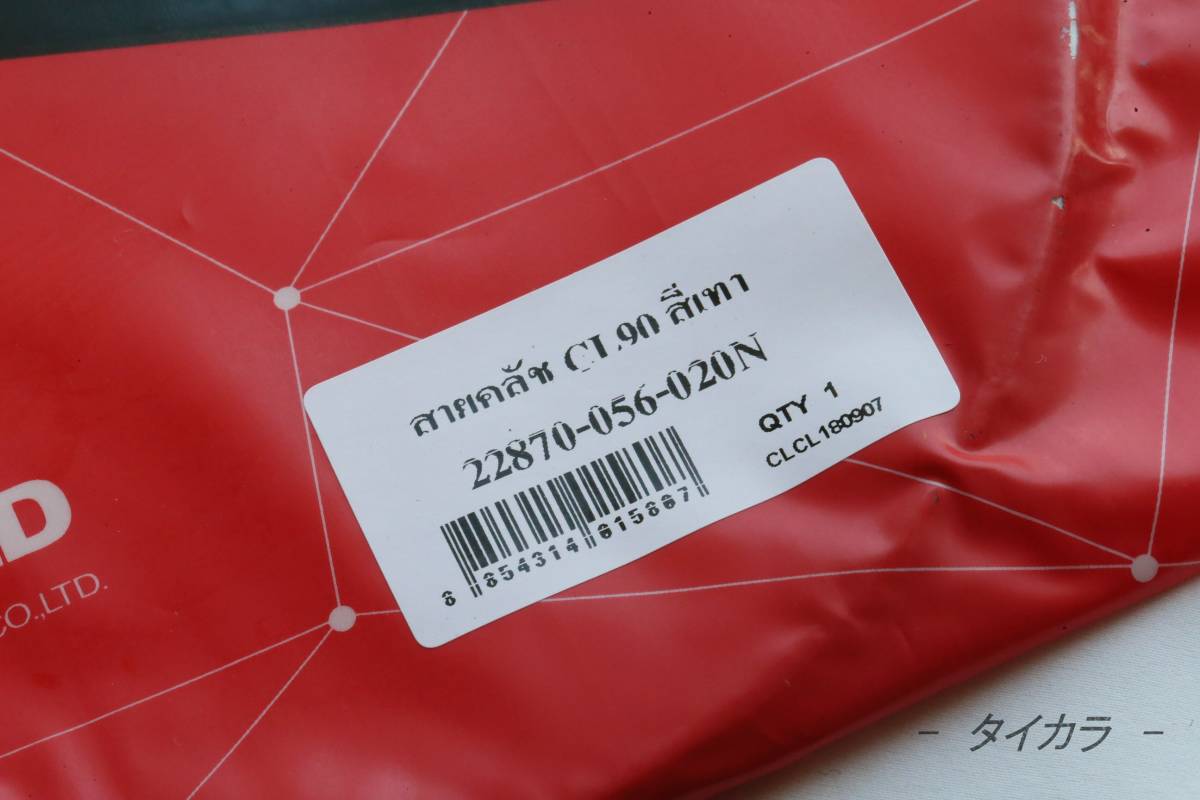 สายคลัช CL90 สีเทา
22870-056-020N
QTY 1
CLCL180907
8 854314
CO.,LTD.
- タイカラ -